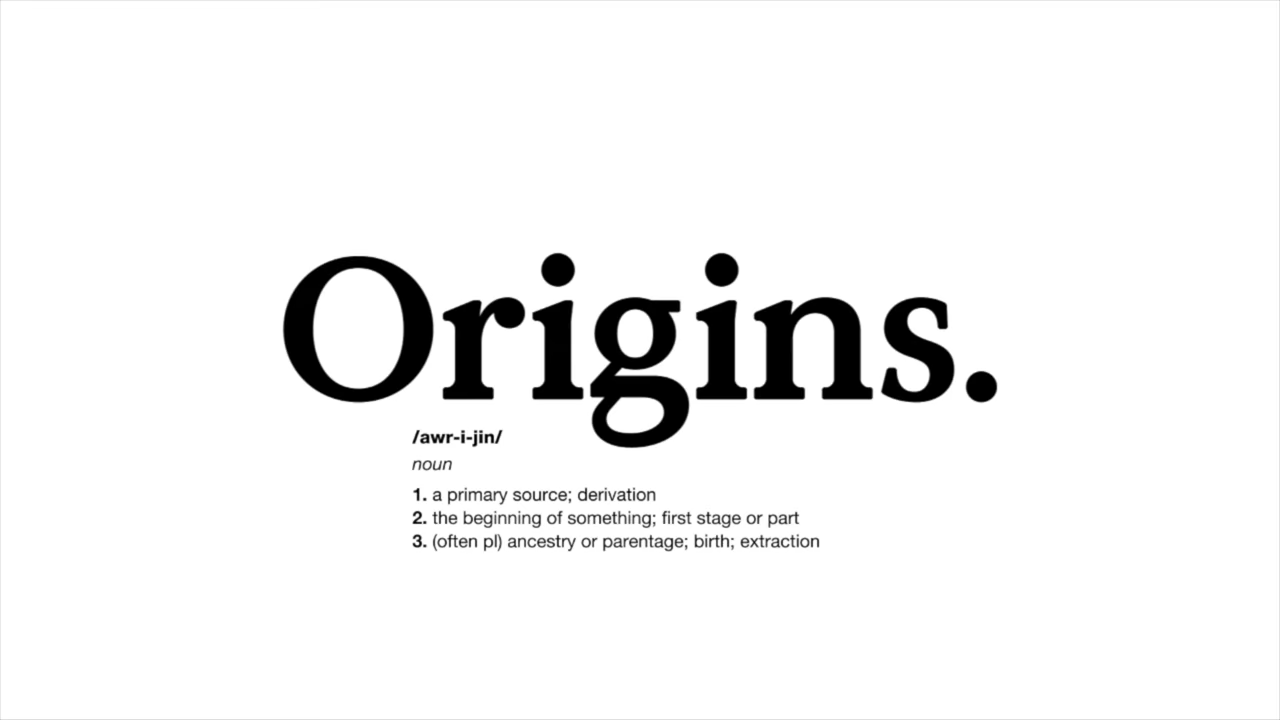 Origins.
/awr-i-jin/
noun
1. a primary source; derivation
2. the beginning of something; first stage or part
3. (often pl) ancestry or parentage; birth; extraction